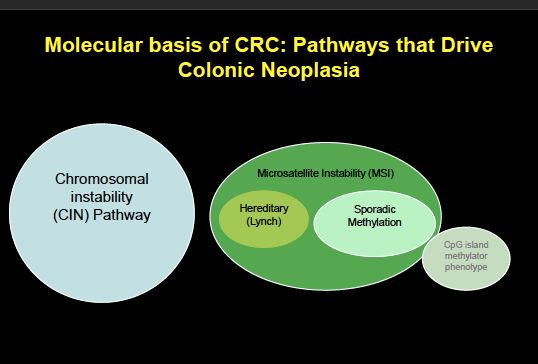 Molecular basis of CRC: Pathways that Drive
Colonic Neoplasia
Chromosomal
instability
(CIN) Pathway
Microsatellite Instability (MSI)
Hereditary
(Lynch)
Sporadic
Methylation
CpG island
methylator
phenotype